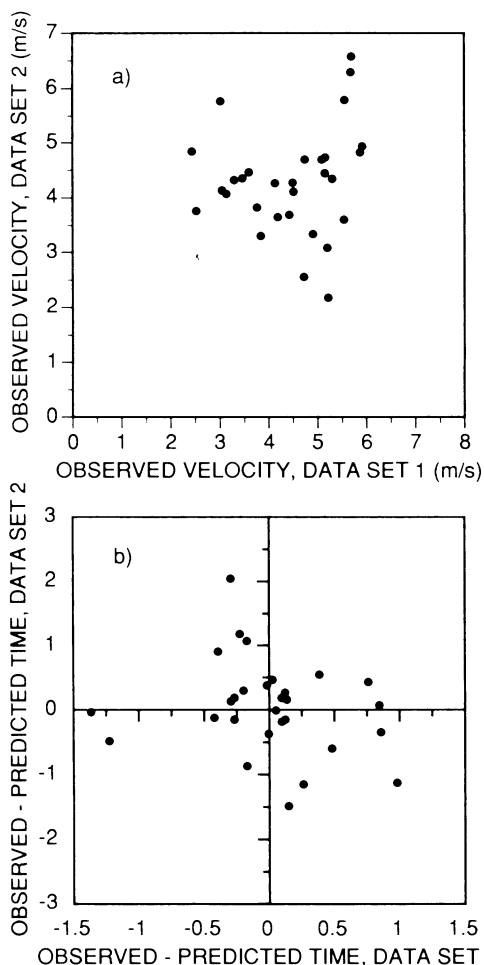 OBSERVED VELOCITY, DATA SET 2 (m/s)
7
6
5
4
3
2
1
0
a)
0 1 2 3 4 5 6 7 8
OBSERVED VELOCITY, DATA SET 1 (m/s)
OBSERVED - PREDICTED TIME, DATA SET 2
3
2
1
0
-1
-2
-3
b)
-1.5 -1 -0.5 0 0.5 1 1.5
OBSERVED - PREDICTED TIME, DATA SET